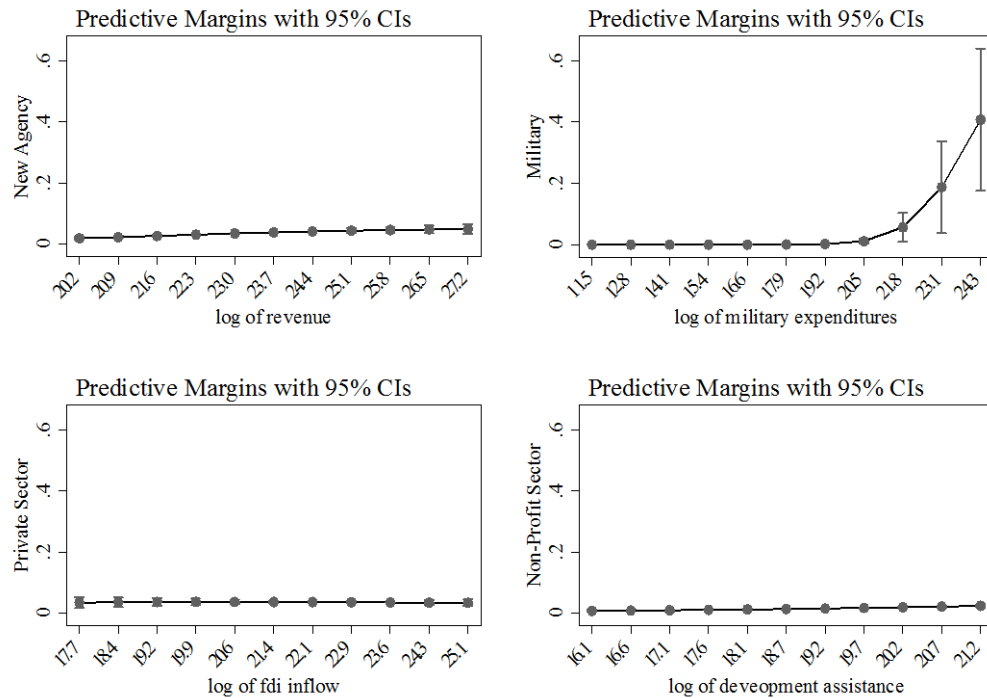 Predictive Margins with 95% CIs
New Agency
.6
.4
.2
0
20.2 20.9 21.6 22.3 23.0 23.7 24.4 25.1 25.8 26.5 27.2
log of revenue
Predictive Margins with 95% CIs
Military
.6
.4
.2
0
11.5 12.8 14.1 15.4 16.6 17.9 19.2 20.5 21.8 23.1 24.3
log of military expenditures
Predictive Margins with 95% CIs
Private Sector
.6
.4
.2
0
17.7 18.4 19.2 19.9 20.6 21.4 22.1 22.9 23.6 24.3 25.1
log of fdi inflow
Predictive Margins with 95% CIs
Non-Profit Sector
.6
.4
.2
0
16.1 16.6 17.1 17.6 18.1 18.7 19.2 19.7 20.2 20.7 21.2
log of deveopment assistance